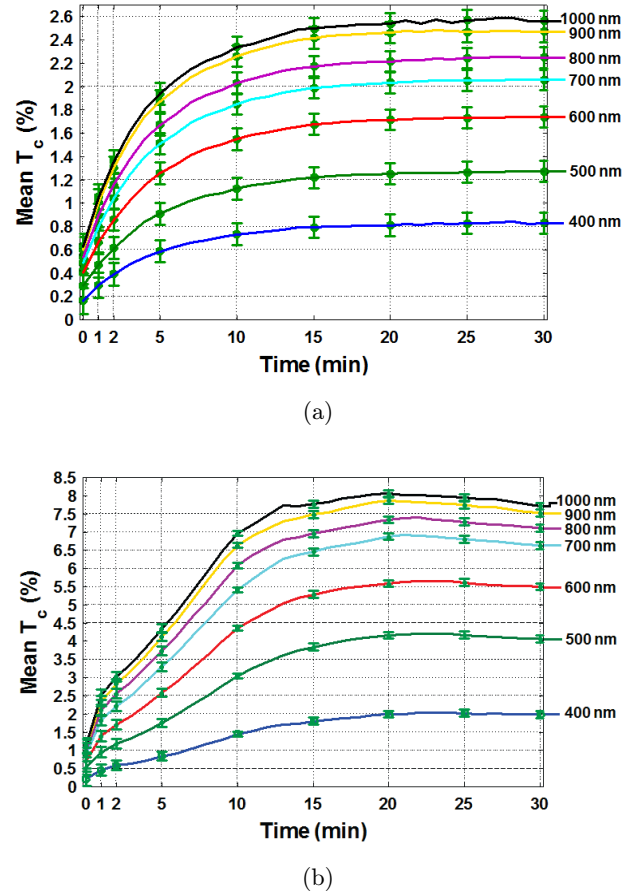 2.6
2.4
2.2
2
1.8
1.6
1.4
1.2
1
0.8
0.6
0.4
0.2
0
Mean T_c (%)
1000 nm
900 nm
800 nm
700 nm
600 nm
500 nm
400 nm
0 1 2 5 10 15 20 25 30
Time (min)
(a)
8.5
8
7.5
7
6.5
6
5.5
5
4.5
4
3.5
3
2.5
2
1.5
1
0.5
0
Mean T_c (%)
1000 nm
900 nm
800 nm
700 nm
600 nm
500 nm
400 nm
0 1 2 5 10 15 20 25 30
Time (min)
(b)